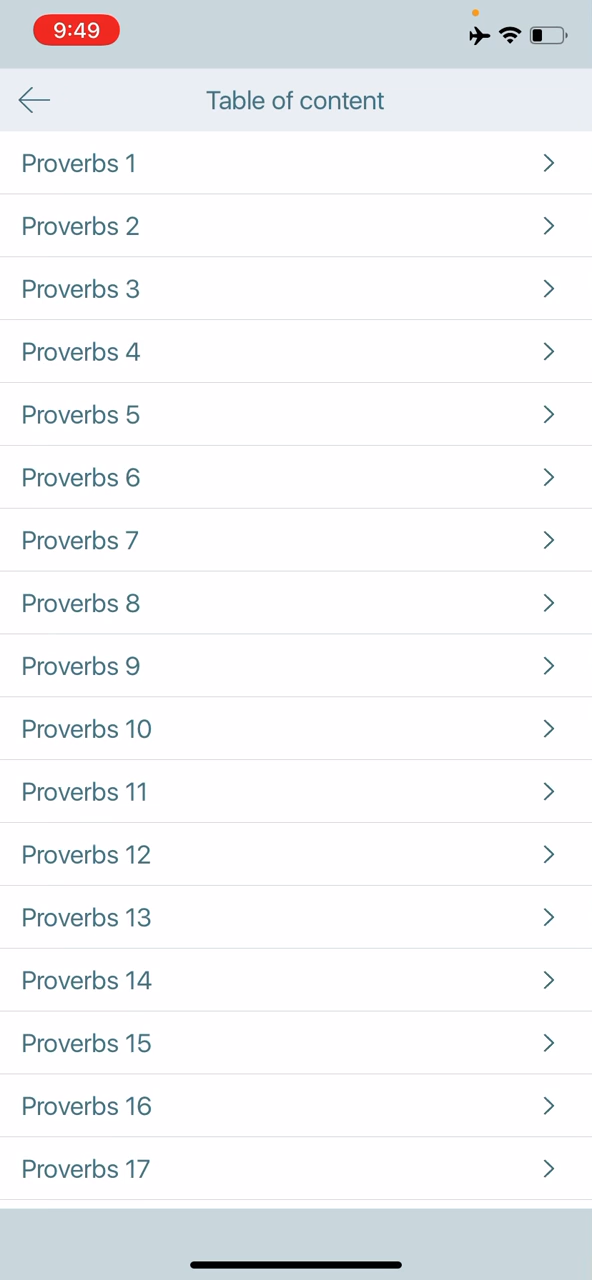 9:49
Table of content
Proverbs 1
Proverbs 2
Proverbs 3
Proverbs 4
Proverbs 5
Proverbs 6
Proverbs 7
Proverbs 8
Proverbs 9
Proverbs 10
Proverbs 11
Proverbs 12
Proverbs 13
Proverbs 14
Proverbs 15
Proverbs 16
Proverbs 17